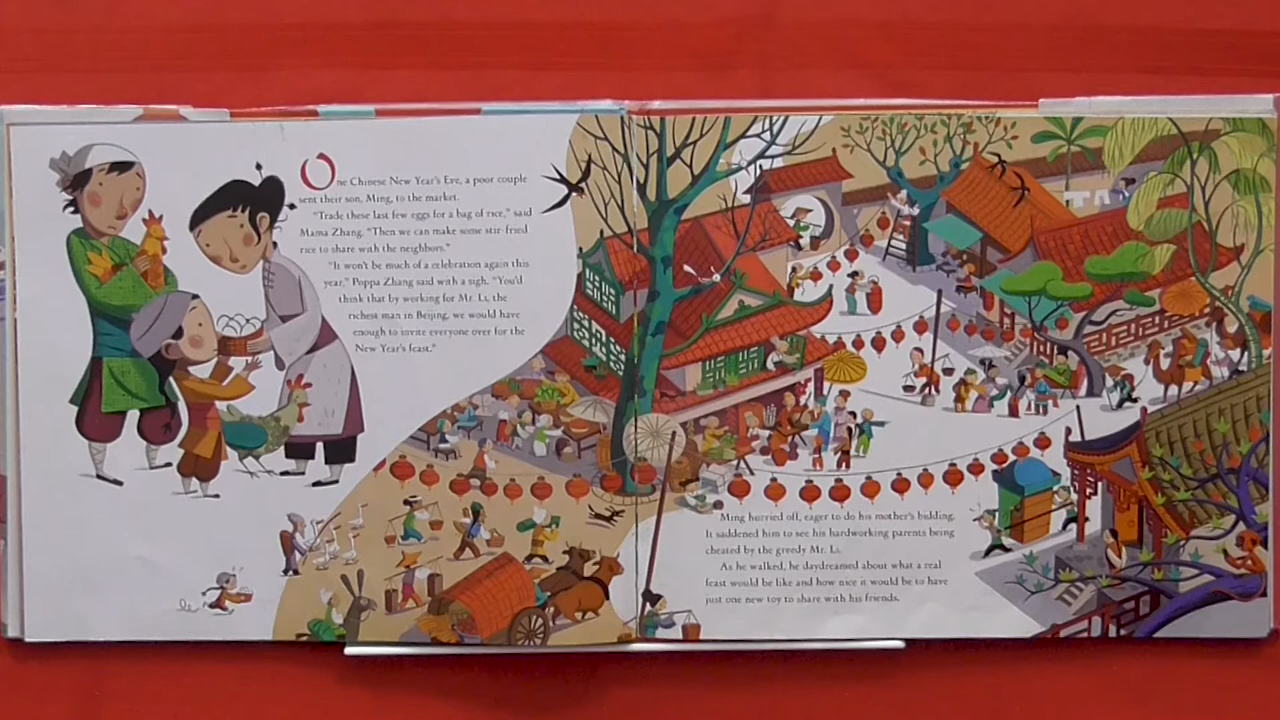 One Chinese New Year's Eve, a poor couple
sent their son, Ming, to the market.
"Trade these last few eggs for a bag of rice," said
Mama Zhang. "Then we can make some stir-fried
rice to share with the neighbors."
"It won't be much of a celebration again this
year," Poppa Zhang said with a sigh. "You'd
think that by working for Mr. Li, the
richest man in Beijing, we would have
enough to invite everyone over for the
New Year's feast."
Ming hurried off, eager to do his mother's bidding.
It saddened him to see his hardworking parents being
cheated by the greedy Mr. Li.
As he walked, he daydreamed about what a real
feast would be like and how nice it would be to have
just one new toy to share with his friends.